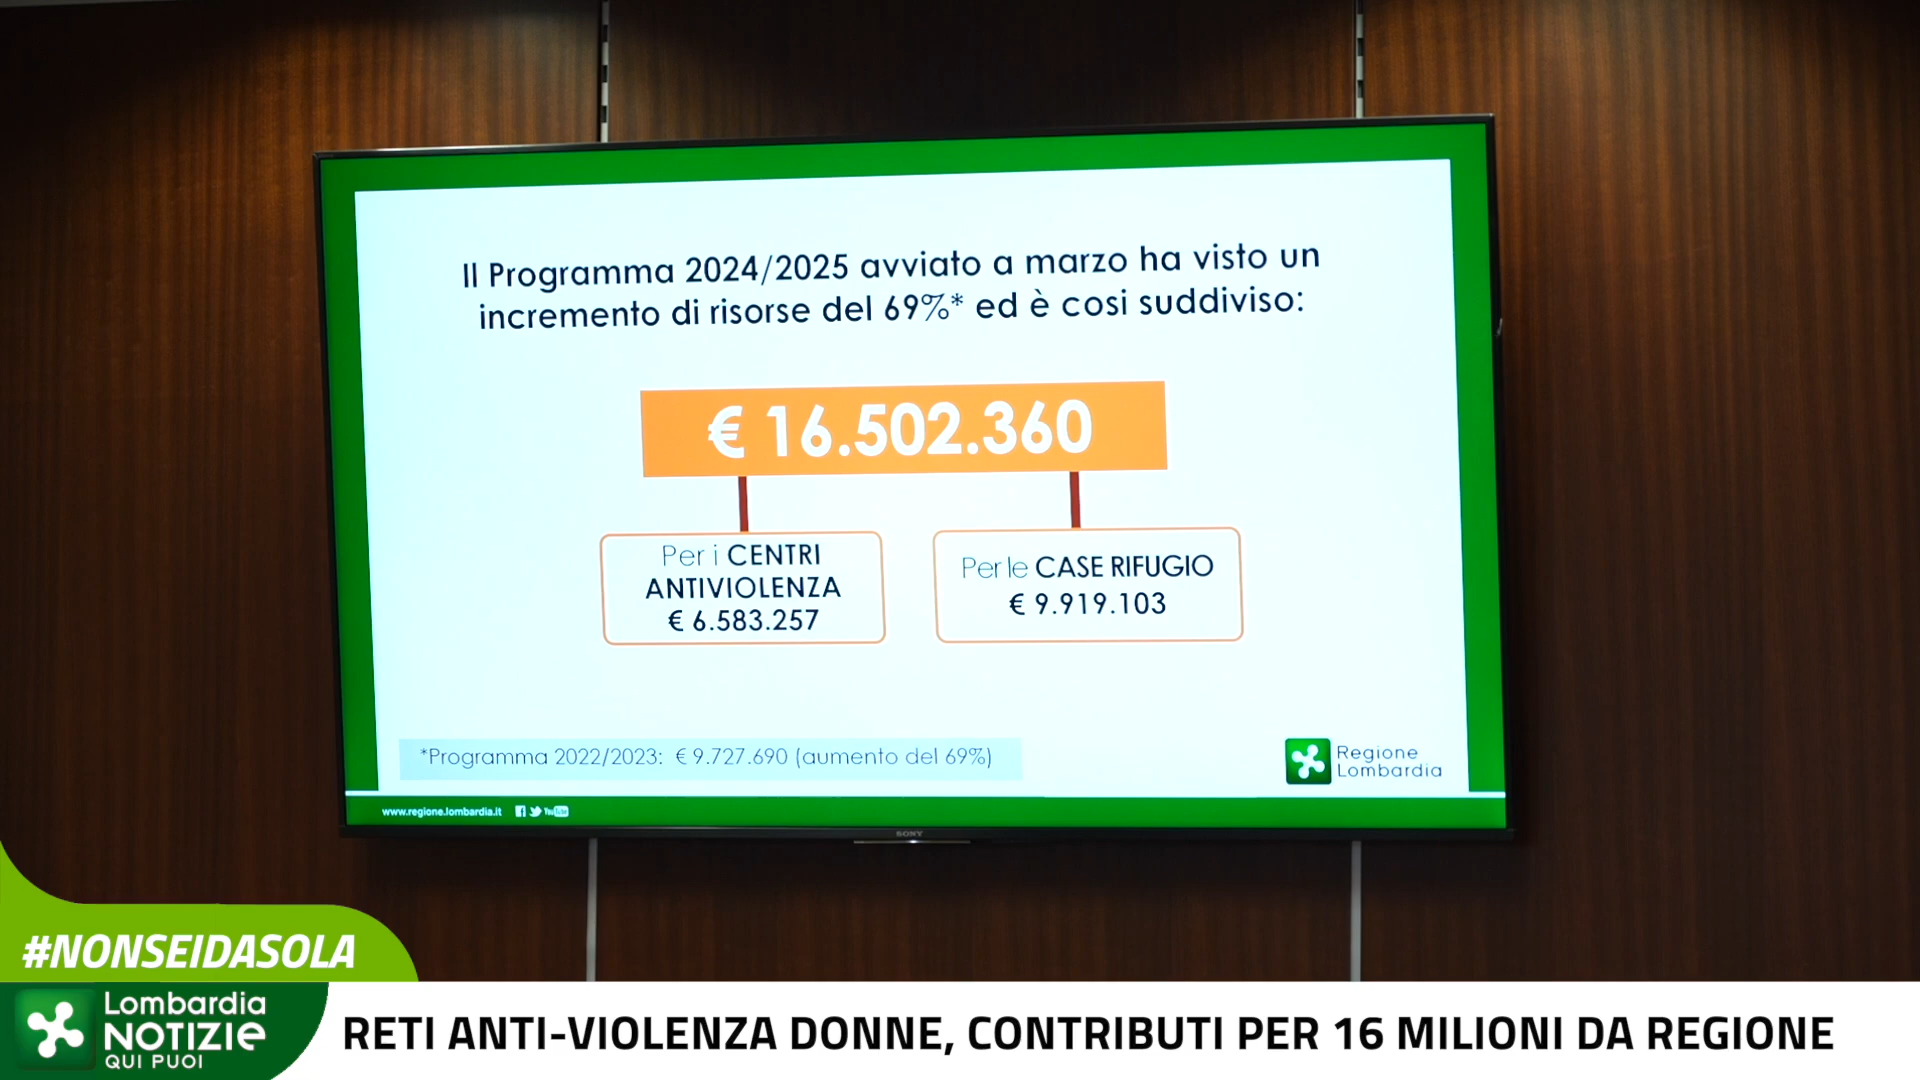 Il Programma 2024/2025 avviato a marzo ha visto un
incremento di risorse del 69%* ed è cosi suddiviso:
€ 16.502.360
Per i CENTRI
ANTIVIOLENZA
€ 6.583.257
Per le CASE RIFUGIO
€ 9.919.103
*Programma 2022/2023: € 9.727.690 (aumento del 69%)
Regione
Lombardia
www.regione.lombardia.it
YouTube
SONY
#NONSEIDASOLA
Lombardia
NOTIZIE
QUI PUOI
RETI ANTI-VIOLENZA DONNE, CONTRIBUTI PER 16 MILIONI DA REGIONE